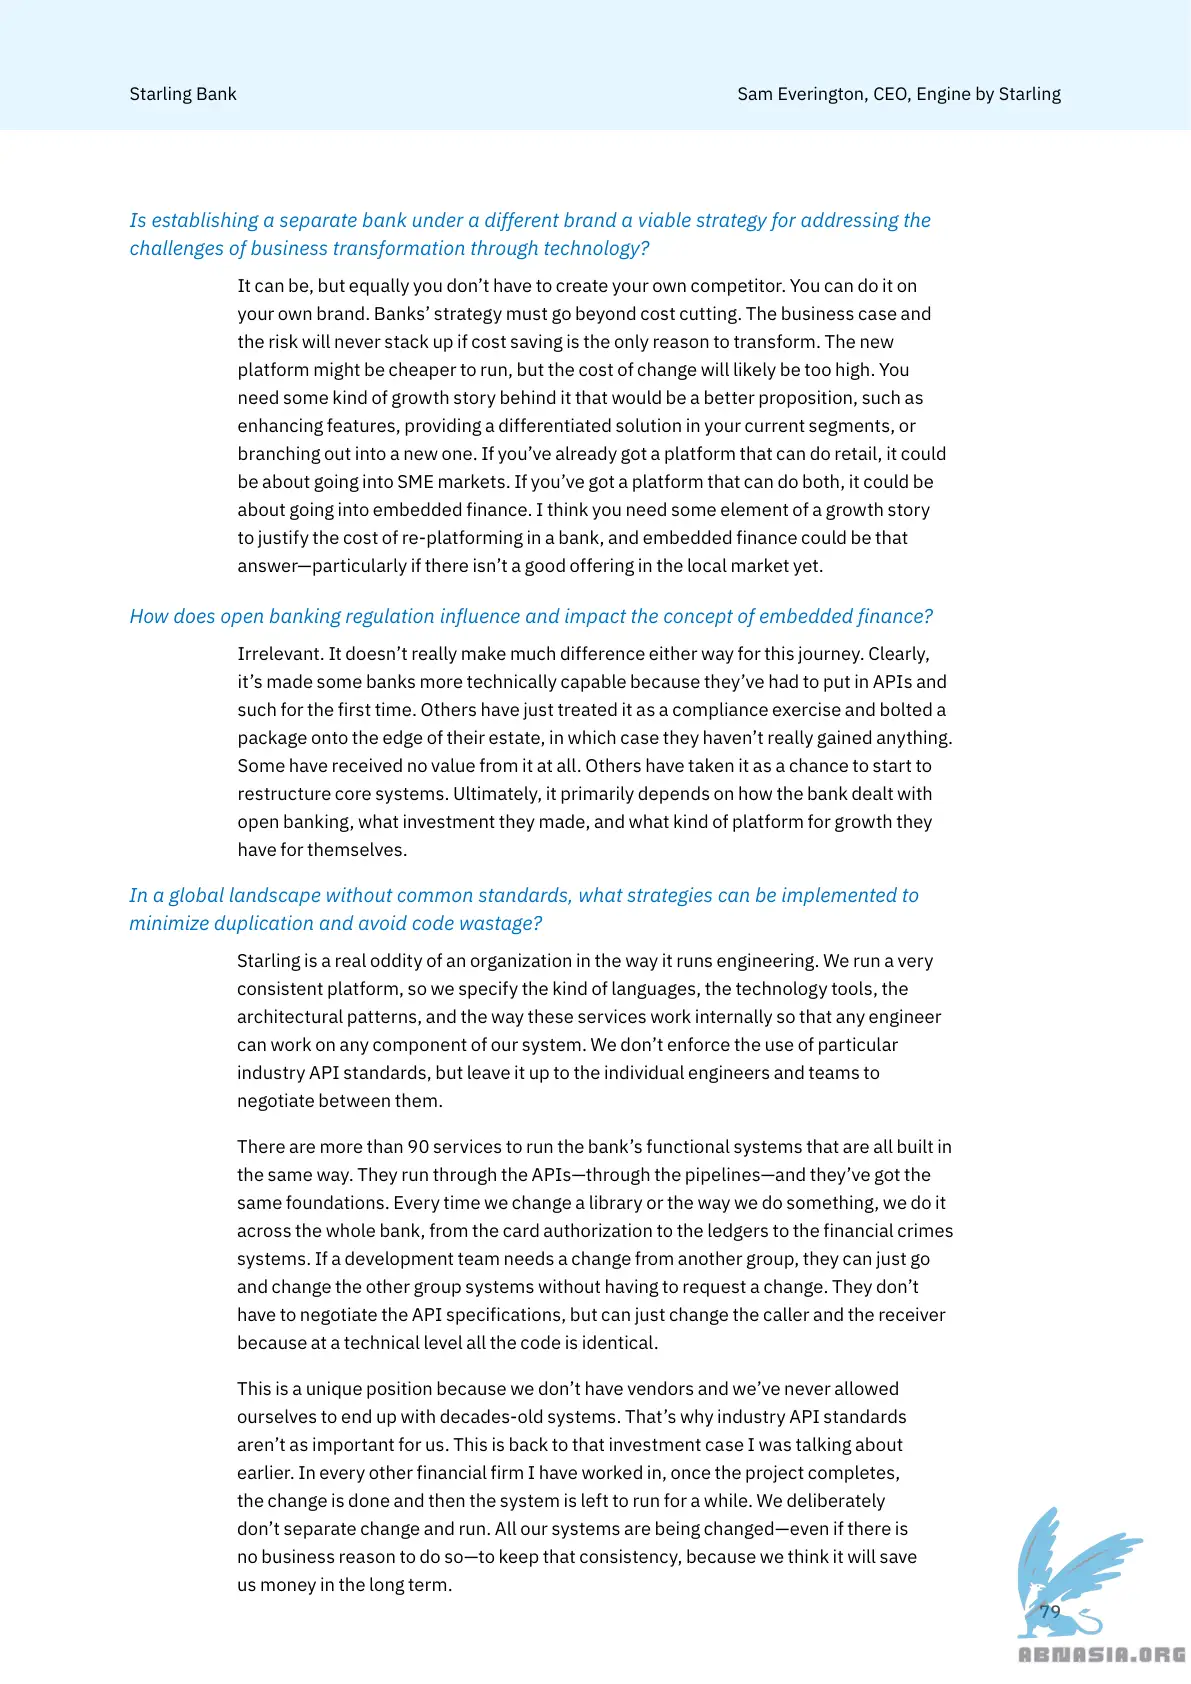 Starling Bank
Sam Everington, CEO, Engine by Starling
Is establishing a separate bank under a different brand a viable strategy for addressing the
challenges of business transformation through technology?
It can be, but equally you don’t have to create your own competitor. You can do it on
your own brand. Banks’ strategy must go beyond cost cutting. The business case and
the risk will never stack up if cost saving is the only reason to transform. The new
platform might be cheaper to run, but the cost of change will likely be too high. You
need some kind of growth story behind it that would be a better proposition, such as
enhancing features, providing a differentiated solution in your current segments, or
branching out into a new one. If you’ve already got a platform that can do retail, it could
be about going into SME markets. If you’ve got a platform that can do both, it could be
about going into embedded finance. I think you need some element of a growth story
to justify the cost of re-platforming in a bank, and embedded finance could be that
answer—particularly if there isn’t a good offering in the local market yet.
How does open banking regulation influence and impact the concept of embedded finance?
Irrelevant. It doesn’t really make much difference either way for this journey. Clearly,
it’s made some banks more technically capable because they’ve had to put in APIs and
such for the first time. Others have just treated it as a compliance exercise and bolted a
package onto the edge of their estate, in which case they haven’t really gained anything.
Some have received no value from it at all. Others have taken it as a chance to start to
restructure core systems. Ultimately, it primarily depends on how the bank dealt with
open banking, what investment they made, and what kind of platform for growth they
have for themselves.
In a global landscape without common standards, what strategies can be implemented to
minimize duplication and avoid code wastage?
Starling is a real oddity of an organization in the way it runs engineering. We run a very
consistent platform, so we specify the kind of languages, the technology tools, the
architectural patterns, and the way these services work internally so that any engineer
can work on any component of our system. We don’t enforce the use of particular
industry API standards, but leave it up to the individual engineers and teams to
negotiate between them.
There are more than 90 services to run the bank’s functional systems that are all built in
the same way. They run through the APIs—through the pipelines—and they’ve got the
same foundations. Every time we change a library or the way we do something, we do it
across the whole bank, from the card authorization to the ledgers to the financial crimes
systems. If a development team needs a change from another group, they can just go
and change the other group systems without having to request a change. They don’t
have to negotiate the API specifications, but can just change the caller and the receiver
because at a technical level all the code is identical.
This is a unique position because we don’t have vendors and we’ve never allowed
ourselves to end up with decades-old systems. That’s why industry API standards
aren’t as important for us. This is back to that investment case I was talking about
earlier. In every other financial firm I have worked in, once the project completes,
the change is done and then the system is left to run for a while. We deliberately
don’t separate change and run. All our systems are being changed—even if there is
no business reason to do so—to keep that consistency, because we think it will save
us money in the long term.
79
ABNASIA.ORG